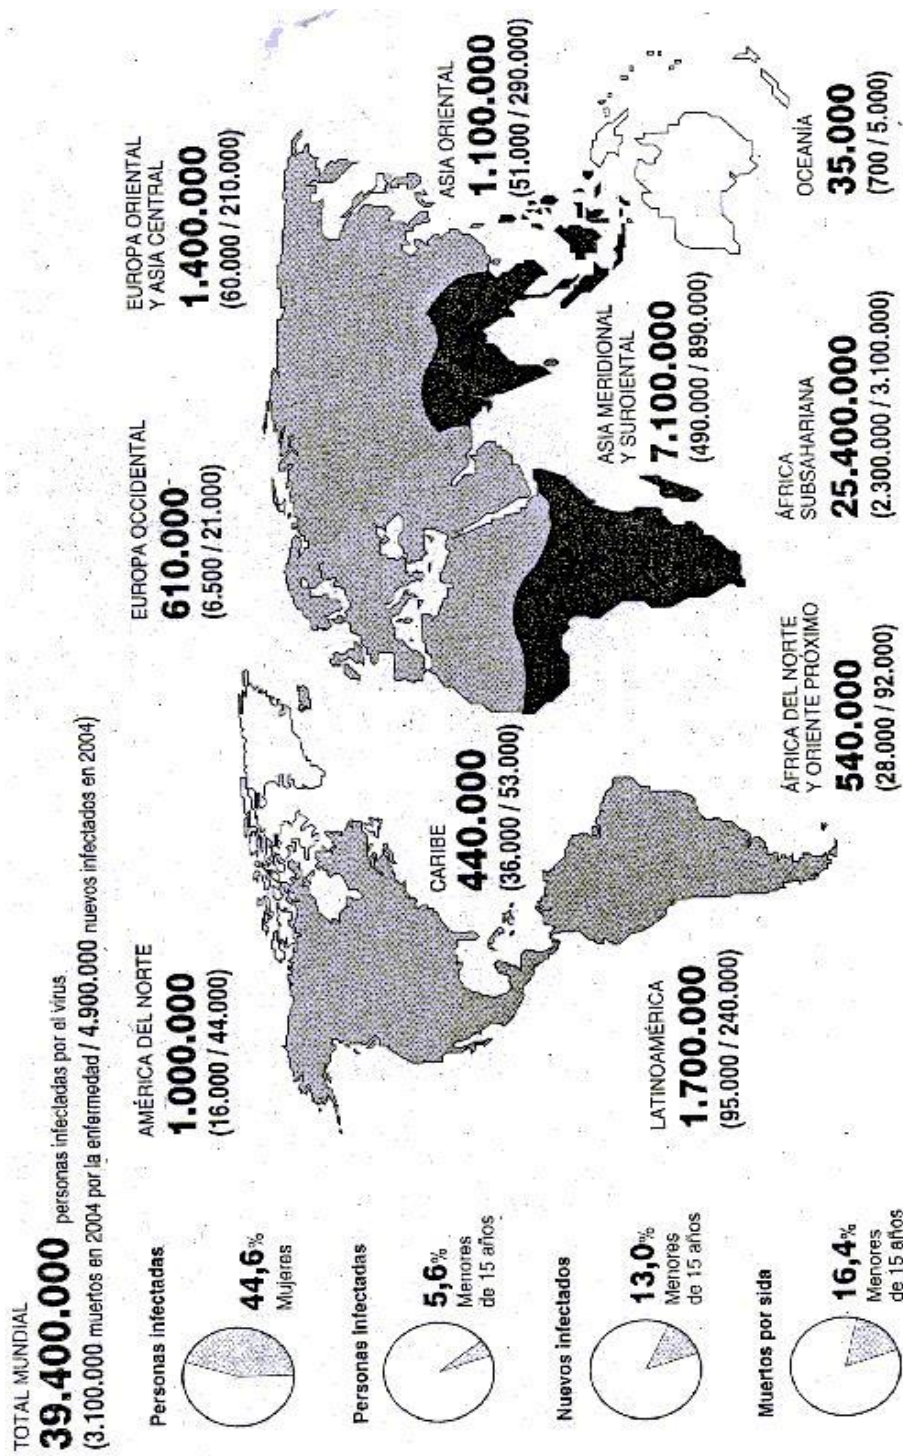 TOTAL MUNDIAL
39.400.000 personas infectadas por el virus
(3.100.000 muertos en 2004 por la enfermedad / 4.900.000 nuevos infectados en 2004)
Personas infectadas
44,6%
Mujeres
Personas infectadas
5,6%
Menores
de 15 años
Nuevos infectados
13,0%
Menores
de 15 años
Muertos por sida
16,4%
Menores
de 15 años
AMÉRICA DEL NORTE
1.000.000
(16.000 / 44.000)
EUROPA OCCIDENTAL
610.000
(6.500 / 21.000)
EUROPA ORIENTAL
Y ASIA CENTRAL
1.400.000
(60.000 / 210.000)
CARIBE
440.000
(36.000 / 53.000)
ASIA ORIENTAL
1.100.000
(51.000 / 290.000)
LATINOAMÉRICA
1.700.000
(95.000 / 240.000)
ASIA MERIDIONAL
Y SUROIENTAL
7.100.000
(490.000 / 890.000)
ÁFRICA DEL NORTE
Y ORIENTE PRÓXIMO
540.000
(28.000 / 92.000)
ÁFRICA
SUBSAHARIANA
25.400.000
(2.300.000 / 3.100.000)
OCEANÍA
35.000
(700 / 5.000)